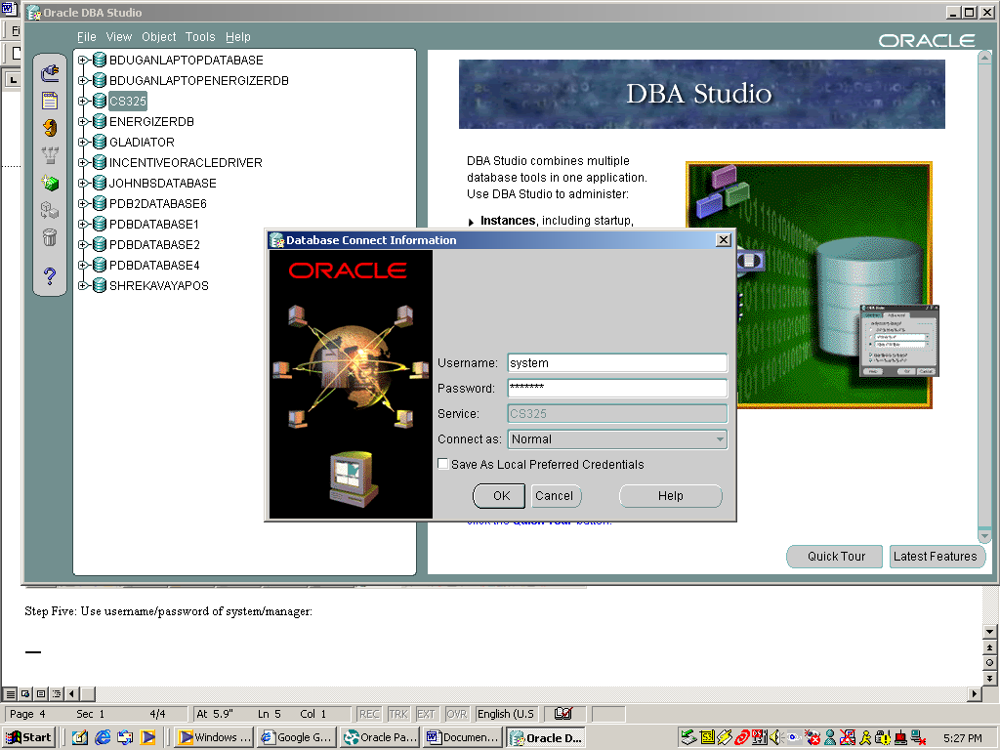 Oracle DBA Studio
File View Object Tools Help
ORACLE
BDUGANLAPTOPDATABASE
BDUGANLAPTOPENERGIZERDB
CS325
ENERGIZERDB
GLADIATOR
INCENTIVEORACLEDRIVER
JOHNBSDATABASE
PDB2DATABASE6
PDBDATABASE1
PDBDATABASE2
PDBDATABASE4
SHREKAVAYAPOS
DBA Studio
DBA Studio combines multiple
database tools in one application.
Use DBA Studio to administer:
Instances, including startup,
Database Connect Information
ORACLE
Username: system
Password: *******
Service: CS325
Connect as: Normal
Save As Local Preferred Credentials
OK Cancel Help
click the Quick Tour button.
Quick Tour Latest Features
Step Five: Use username/password of system/manager:
Page 4 Sec 1 4/4 At 5.9" Ln 5 Col 1 REC TRK EXT OVR English (U.S
Start Windows ... Google G... Oracle Pa... Documen... Oracle D... 5:27 PM